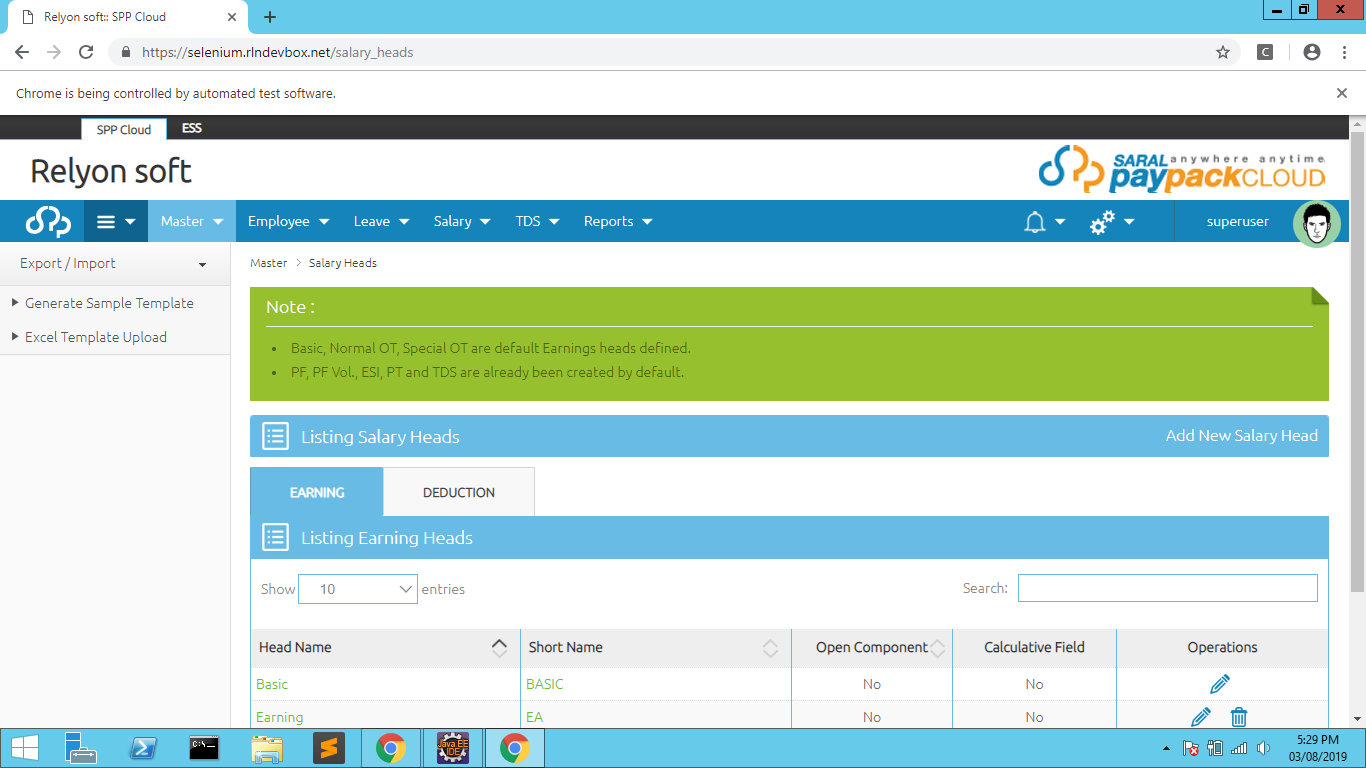 Relyon soft:: SPP Cloud
https://selenium.rlndevbox.net/salary_heads
C
Chrome is being controlled by automated test software.
SPP Cloud ESS
Relyon soft
SARAL anywhere anytime
paypackCLOUD
Master Employee Leave Salary TDS Reports superuser
Export / Import
Master > Salary Heads
Generate Sample Template
Excel Template Upload
Note :
• Basic, Normal OT, Special OT are default Earnings heads defined.
• PF, PF Vol., ESI, PT and TDS are already been created by default.
Listing Salary Heads Add New Salary Head
EARNING DEDUCTION
Listing Earning Heads
Show 10 entries Search:
Head Name Short Name Open Component Calculative Field Operations
Basic BASIC No No
Earning EA No No
C:\.
Java EE
IDE
5:29 PM
03/08/2019